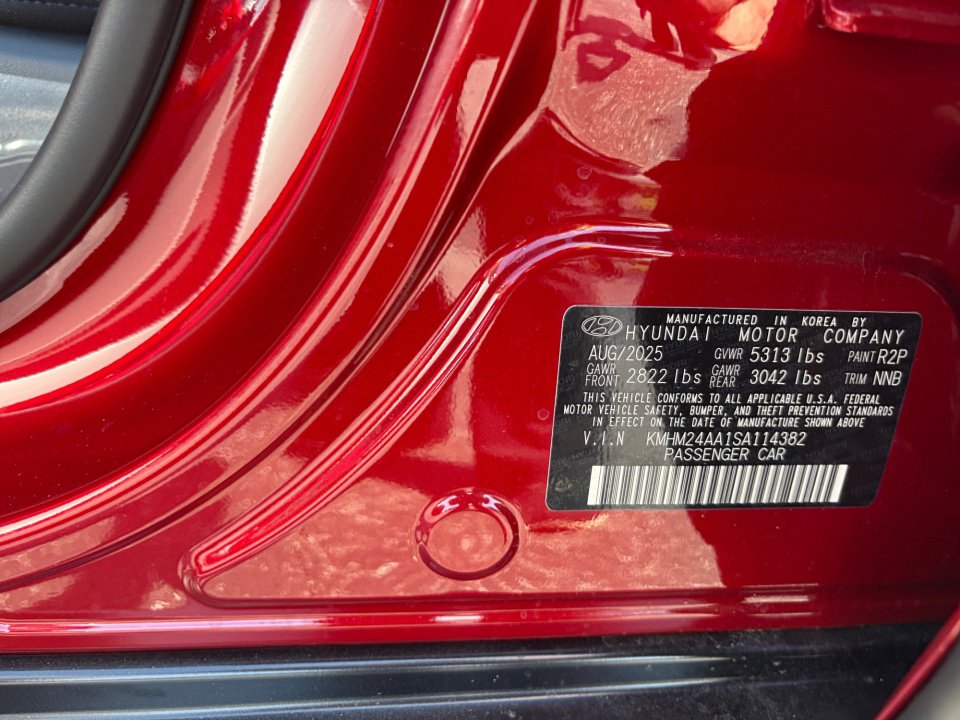 MANUFACTURED IN KOREA BY
HYUNDAI MOTOR COMPANY
AUG/2025 GVWR 5313 lbs PAINT R2P
GAWR FRONT 2822 lbs GAWR REAR 3042 lbs TRIM NNB
THIS VEHICLE CONFORMS TO ALL APPLICABLE U.S.A. FEDERAL
MOTOR VEHICLE SAFETY, BUMPER, AND THEFT PREVENTION STANDARDS
IN EFFECT ON THE DATE OF MANUFACTURE SHOWN ABOVE
V.I.N KMHM24AA1SA114382
PASSENGER CAR